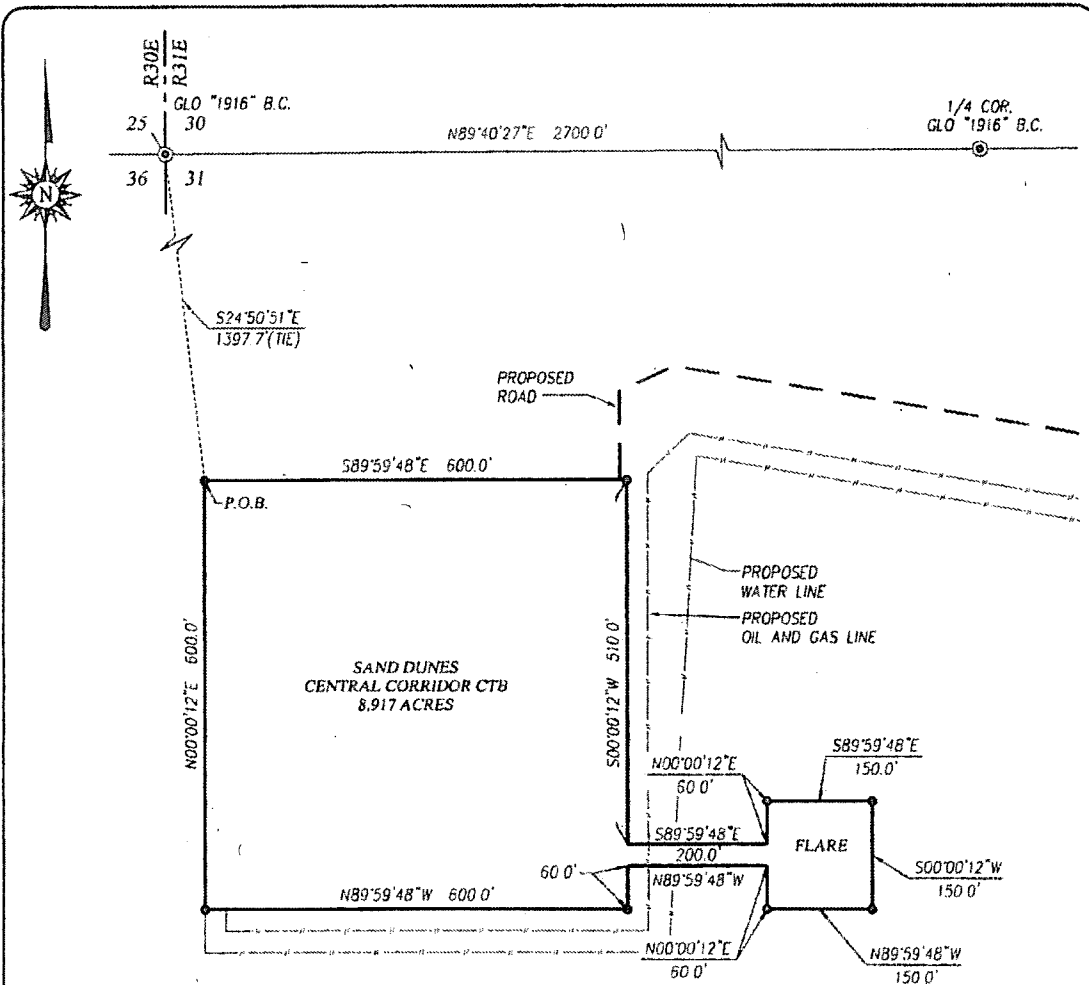 R30E
R31E
GLO "1916" B.C.
25 30
36 31
N89°40'27"E 2700.0'
1/4 COR.
GLO "1916" B.C.
N
S24°50'51"E
1397.7'(TIE)
PROPOSED
ROAD
S89°59'48"E 600.0'
P.O.B.
PROPOSED
WATER LINE
PROPOSED
OIL AND GAS LINE
N00°00'12"E 600.0'
SAND DUNES
CENTRAL CORRIDOR CTB
8.917 ACRES
S00°00'12"W 510.0'
N00°00'12"E
60.0'
S89°59'48"E
150.0'
S89°59'48"E
200.0'
N89°59'48"W
FLARE
S00°00'12"W
150.0'
60.0'
N89°59'48"W 600.0'
N00°00'12"E
60.0'
N89°59'48"W
150.0'